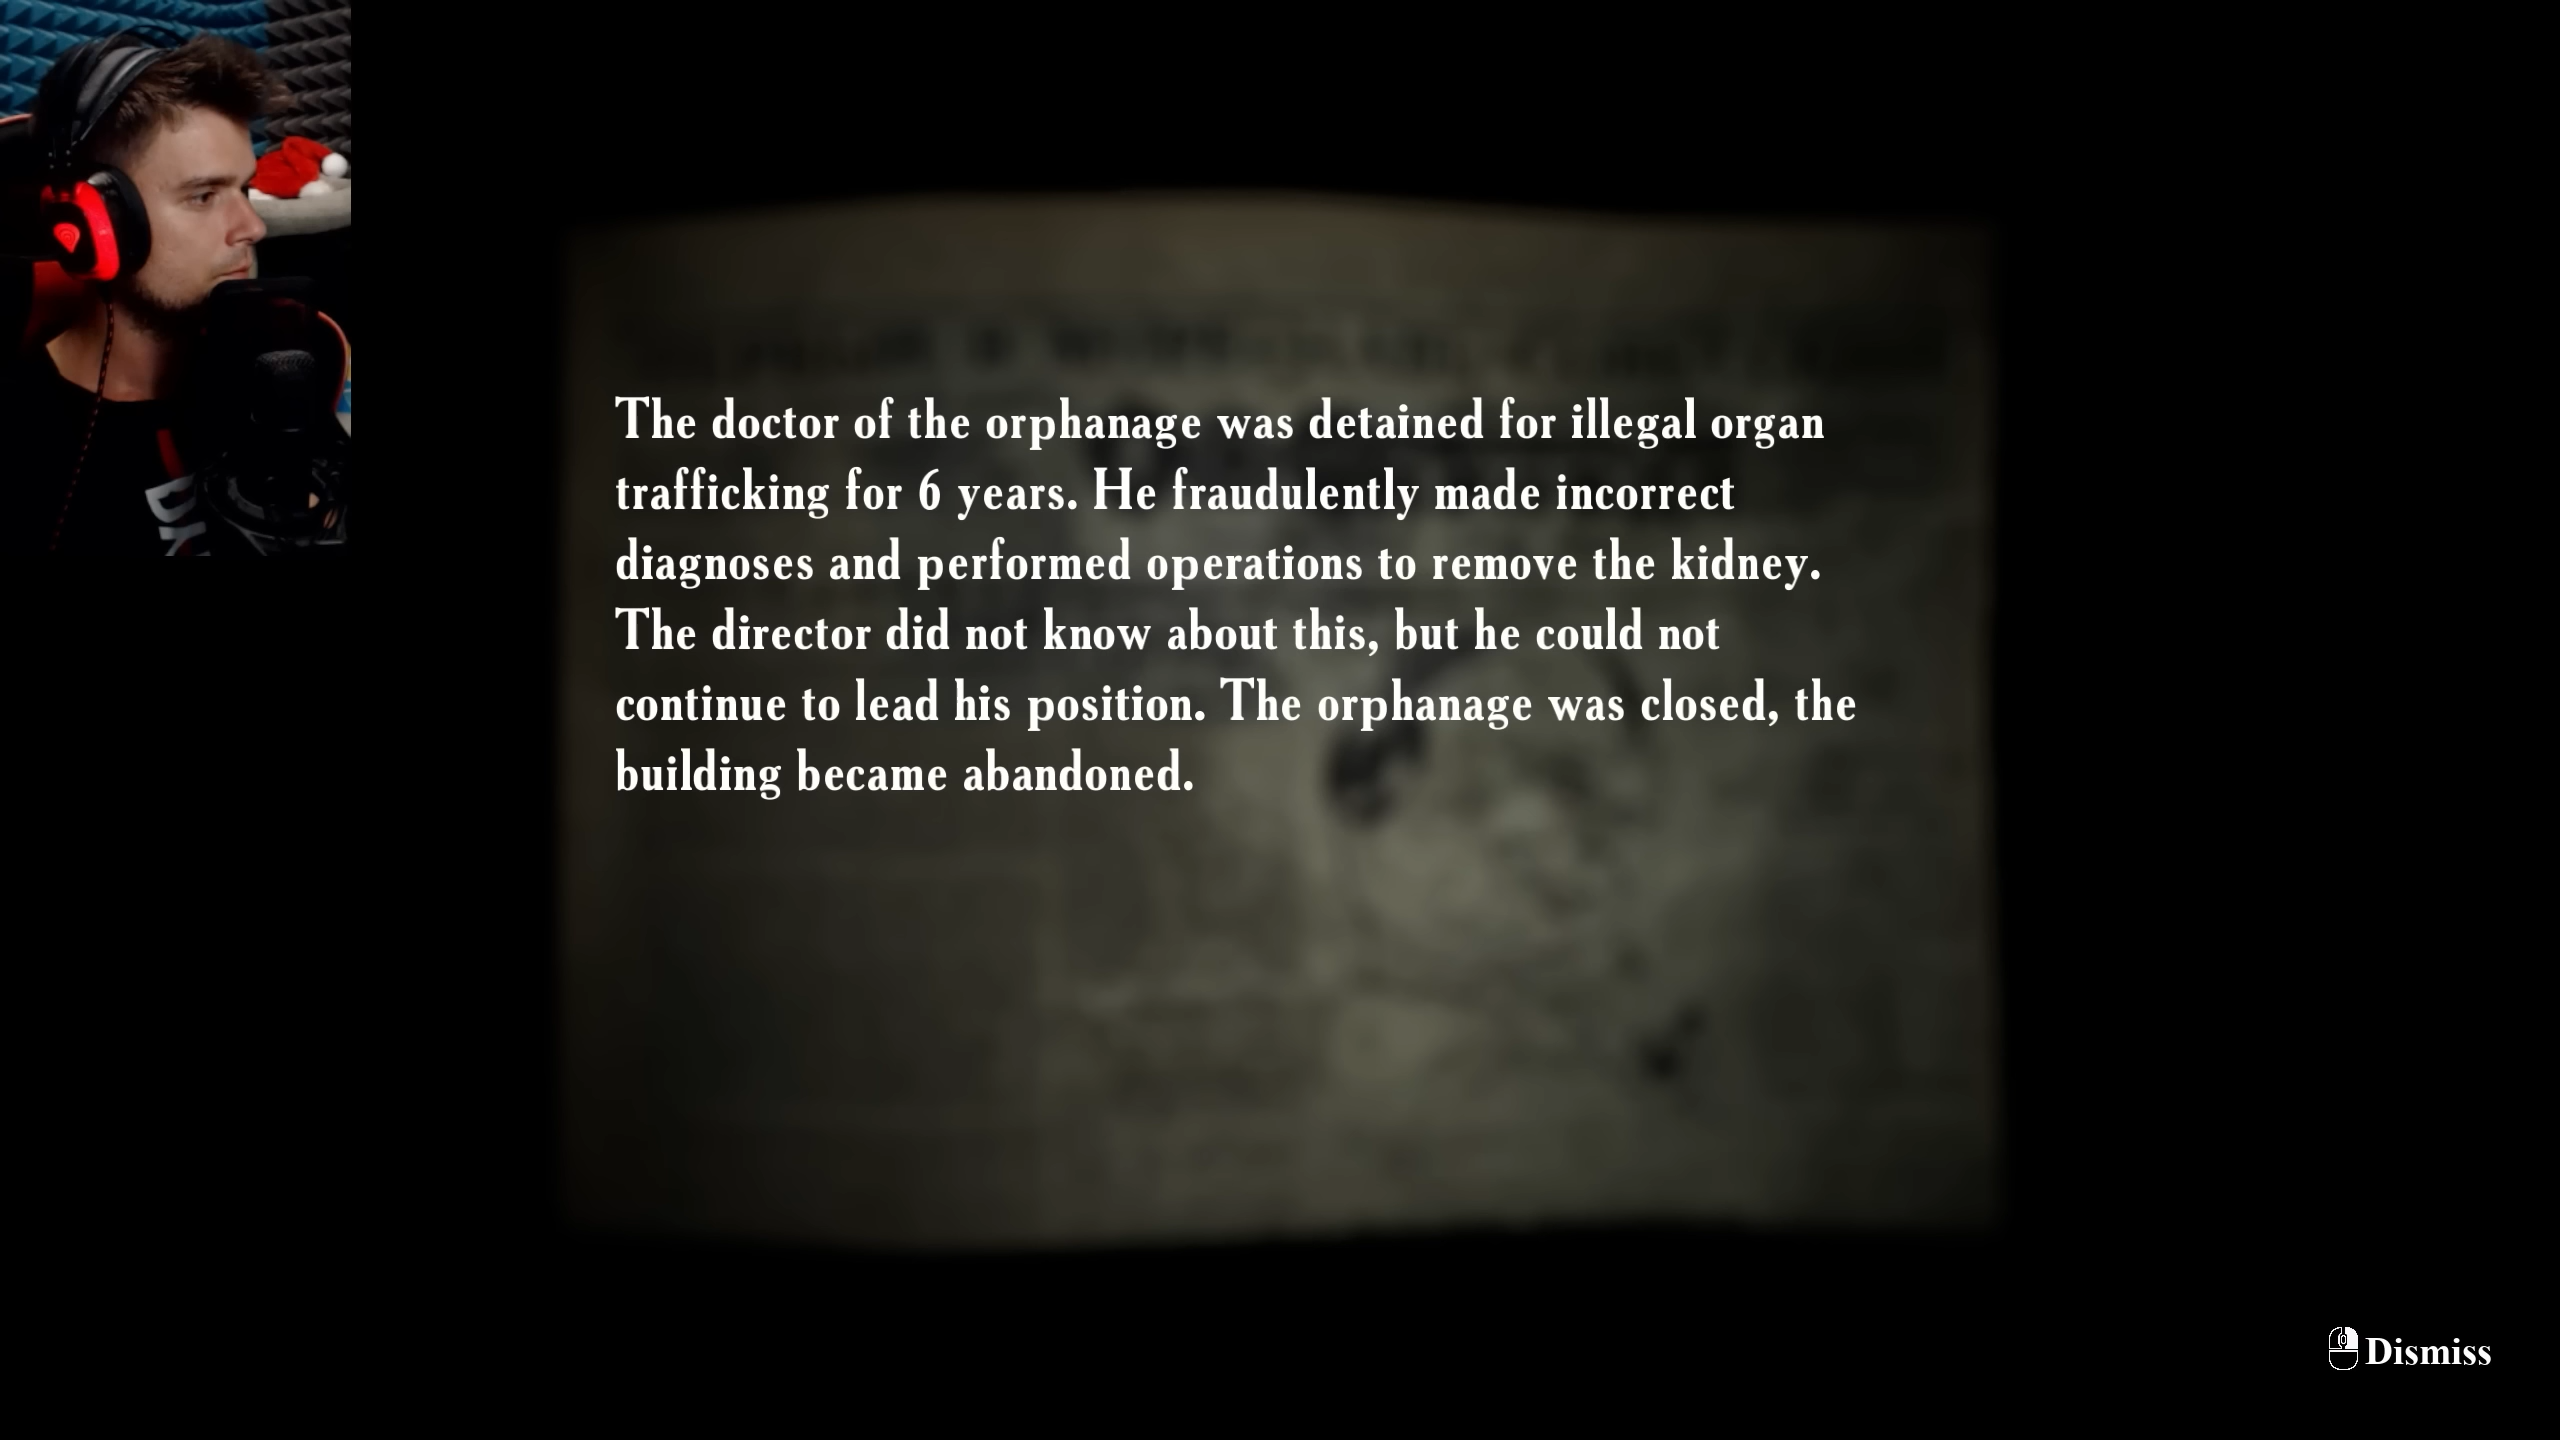 The doctor of the orphanage was detained for illegal organ
trafficking for 6 years. He fraudulently made incorrect
diagnoses and performed operations to remove the kidney.
The director did not know about this, but he could not
continue to lead his position. The orphanage was closed, the
building became abandoned.
Dismiss